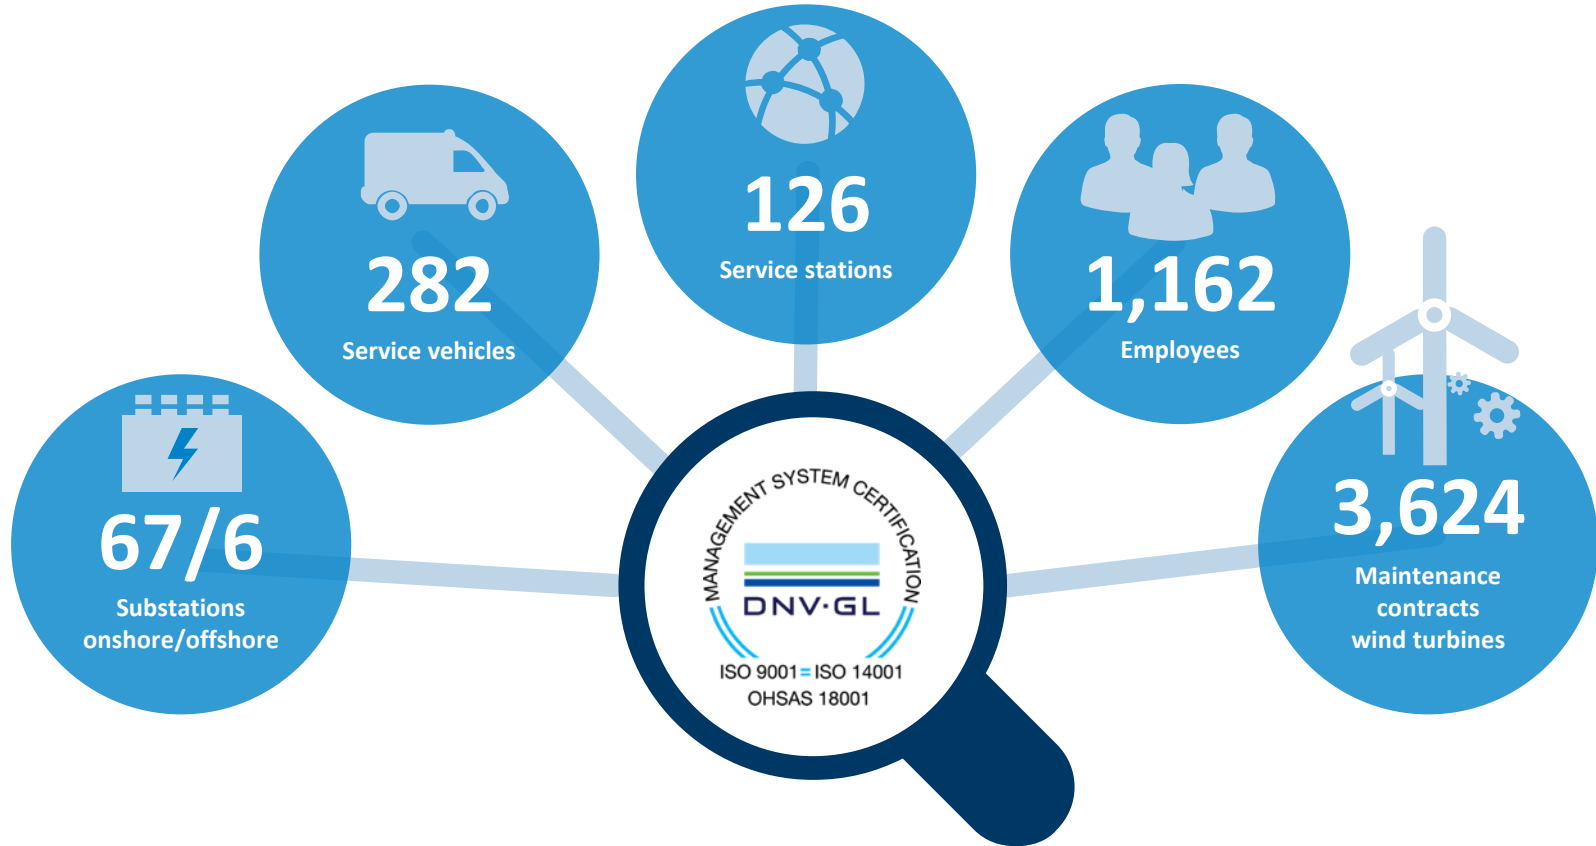 126
Service stations
282
Service vehicles
1,162
Employees
67/6
Substations
onshore/offshore
3,624
Maintenance
contracts
wind turbines
MANAGEMENT SYSTEM CERTIFICATION
DNV·GL
ISO 9001=ISO 14001
OHSAS 18001